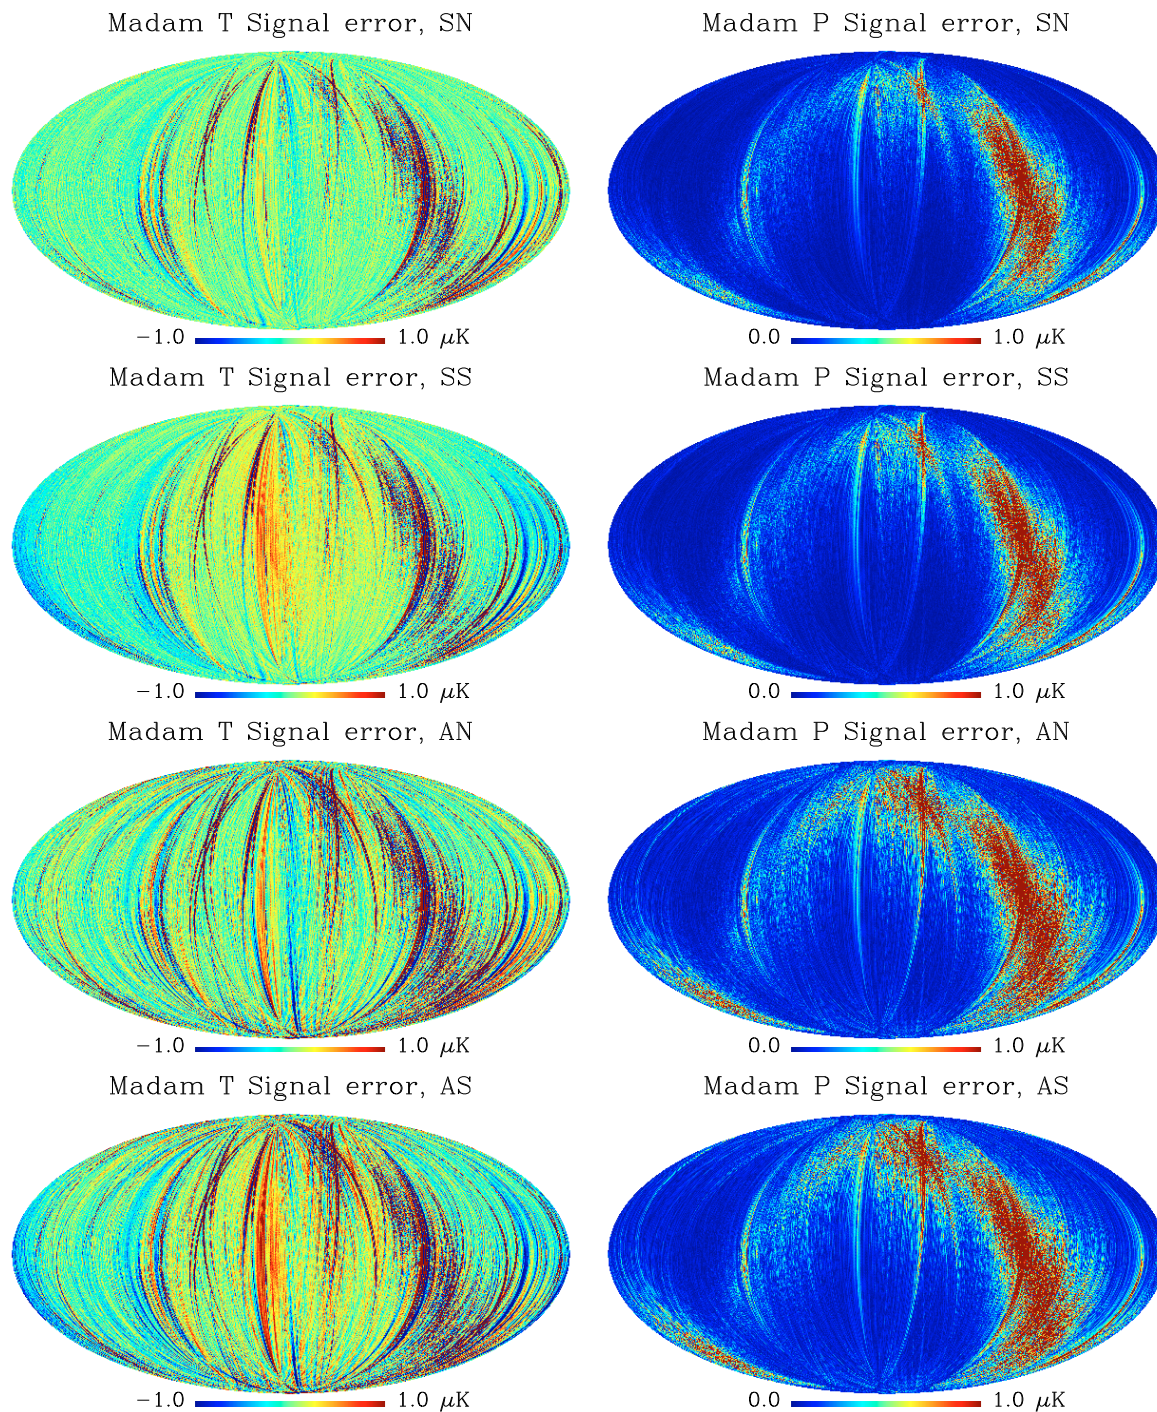 Madam T Signal error, SN
Madam P Signal error, SN
−1.0 1.0 μK
0.0 1.0 μK
Madam T Signal error, SS
Madam P Signal error, SS
−1.0 1.0 μK
0.0 1.0 μK
Madam T Signal error, AN
Madam P Signal error, AN
−1.0 1.0 μK
0.0 1.0 μK
Madam T Signal error, AS
Madam P Signal error, AS
−1.0 1.0 μK
0.0 1.0 μK